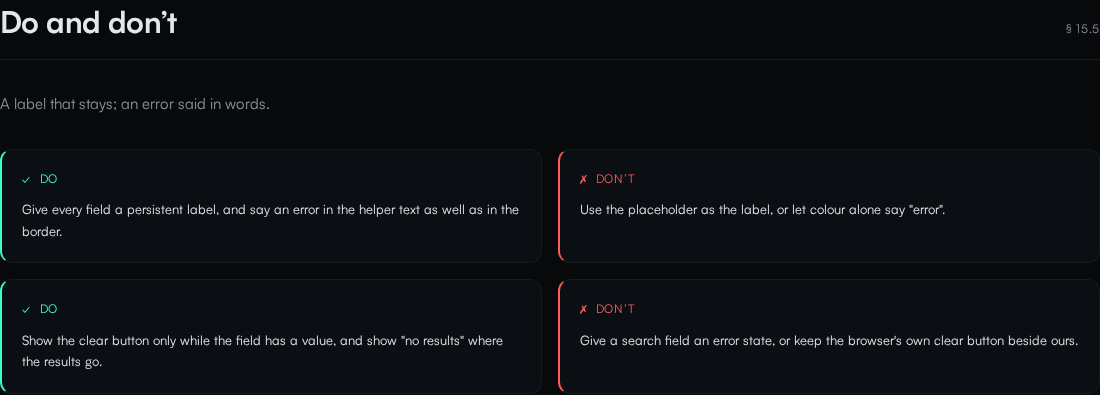 Do and don’t
§ 15.5
A label that stays; an error said in words.
✓ DO
Give every field a persistent label, and say an error in the helper text as well as in the
border.
✗ DON'T
Use the placeholder as the label, or let colour alone say "error".
✓ DO
Show the clear button only while the field has a value, and show "no results" where
the results go.
✗ DON'T
Give a search field an error state, or keep the browser's own clear button beside ours.